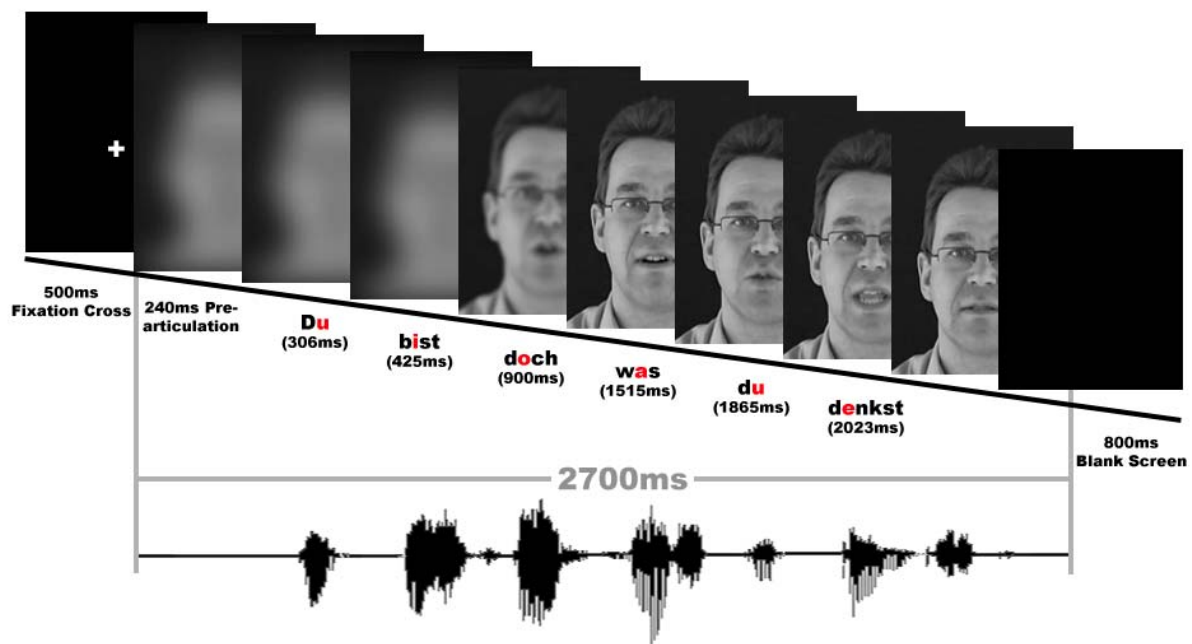 500ms
Fixation Cross
240ms Pre-
articulation
Du
(306ms)
bist
(425ms)
doch
(900ms)
was
(1515ms)
du
(1865ms)
denkst
(2023ms)
800ms
Blank Screen
2700ms